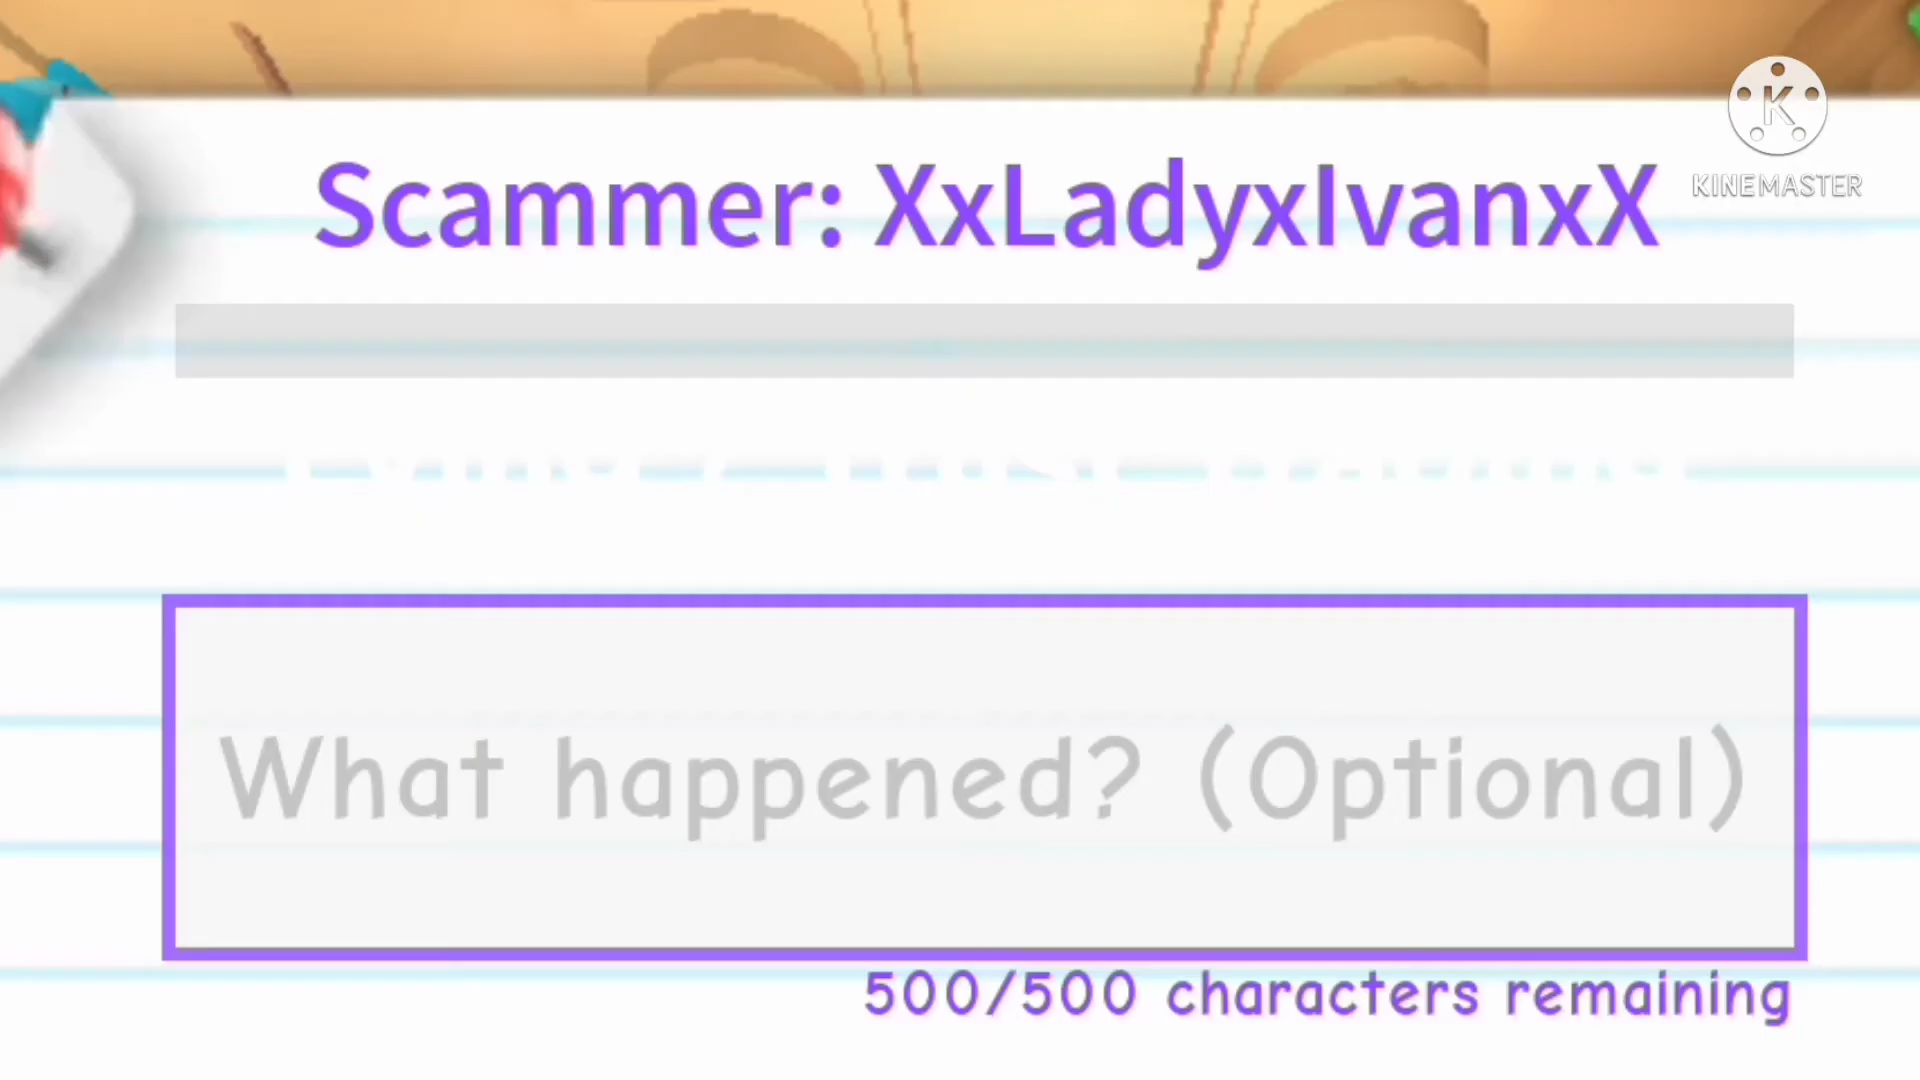 Scammer: XxLadyxIvanxX
KINEMASTER
What happened? (Optional)
500/500 characters remaining